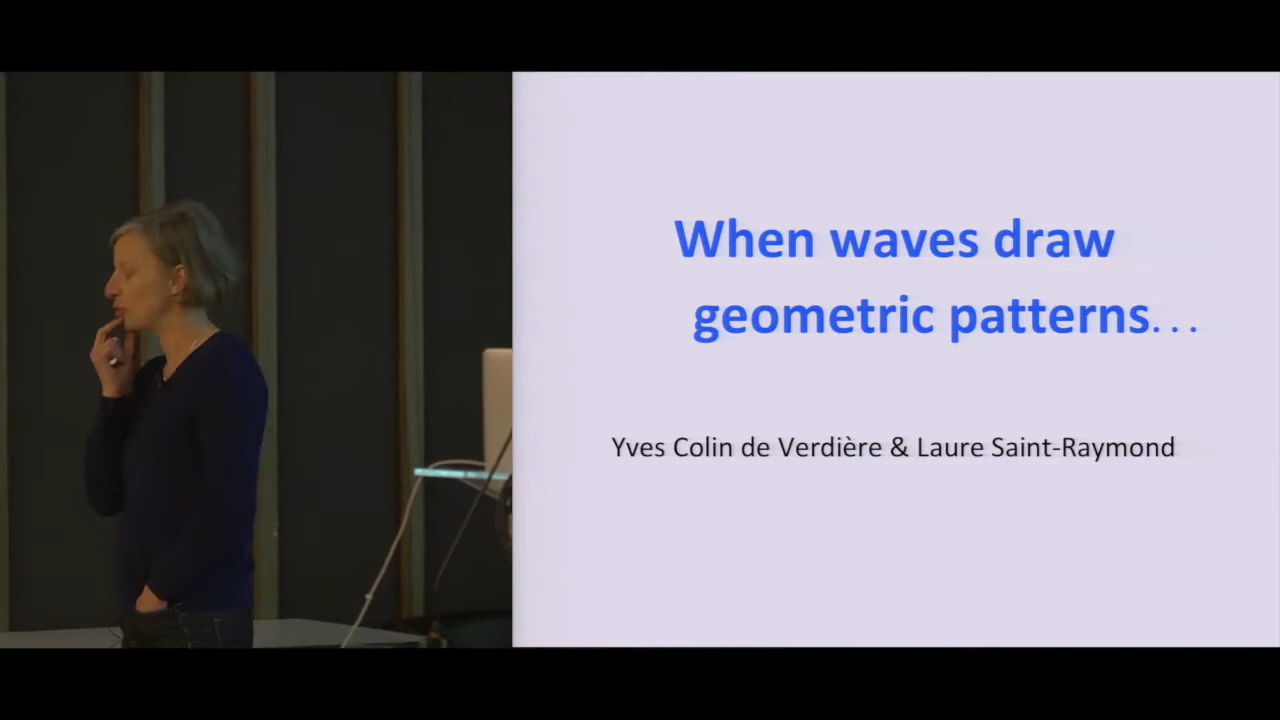 When waves draw
geometric patterns...
Yves Colin de Verdière & Laure Saint-Raymond